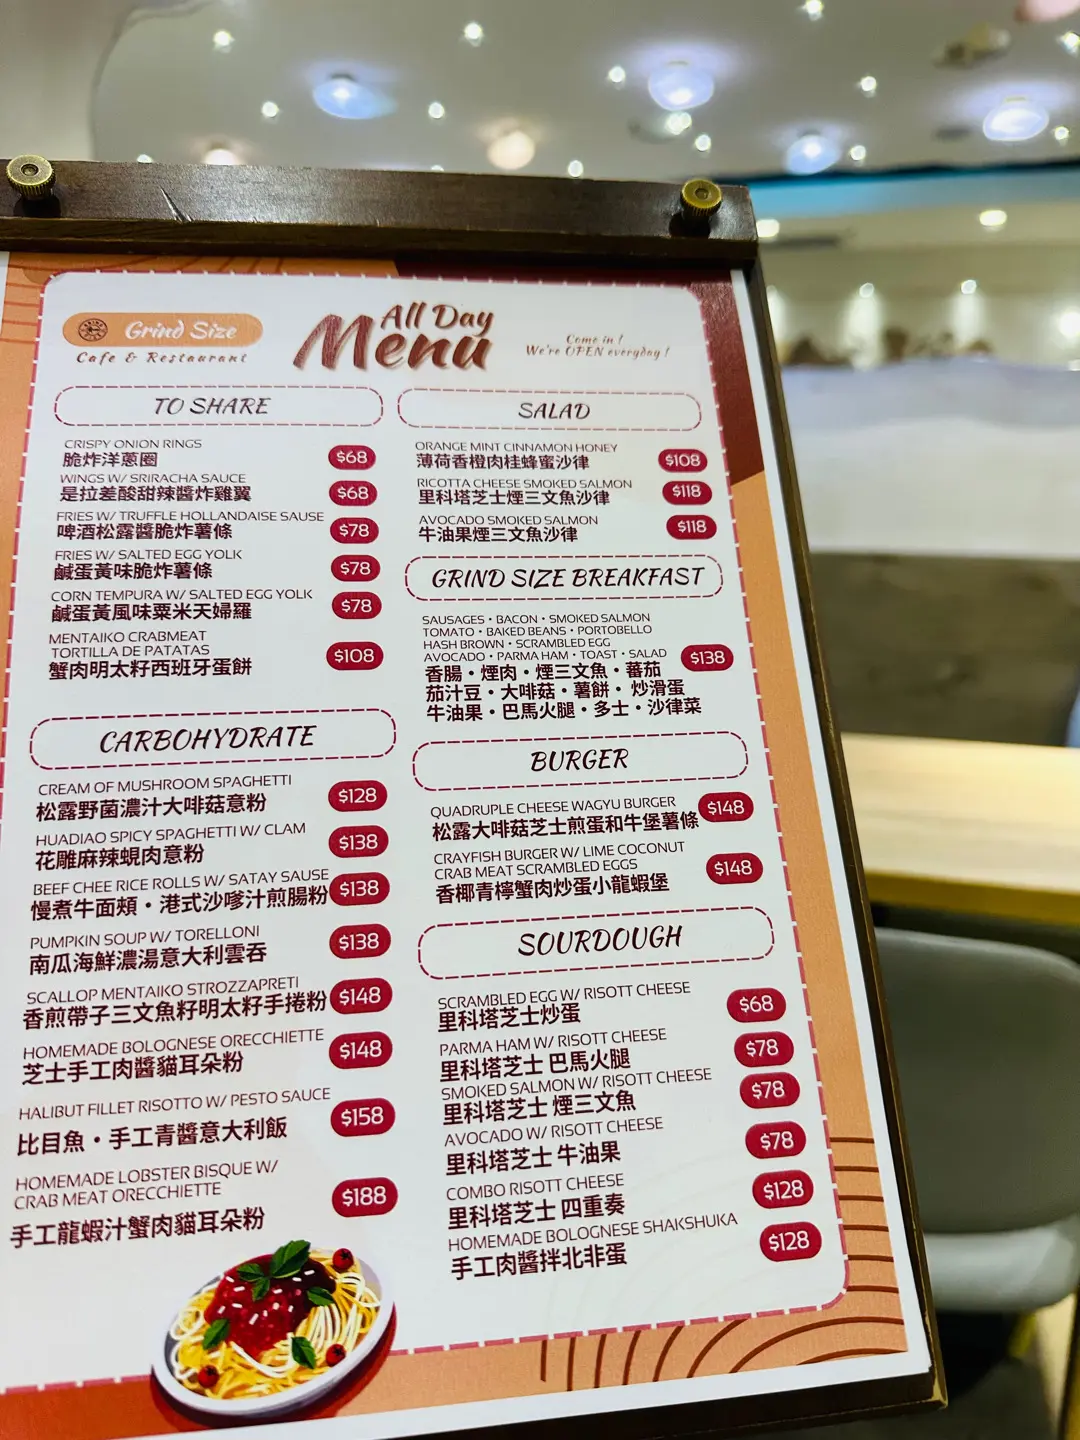 Grind Size
Cafe & Restaurant
All Day
Menu
Come in !
We're OPEN everyday !
TO SHARE
CRISPY ONION RINGS
脆炸洋蔥圈
$68
WINGS W/ SRIRACHA SAUCE
是拉差酸甜辣醬炸雞翼
$68
FRIES W/ TRUFFLE HOLLANDAISE SAUSE
啤酒松露醬脆炸薯條
$78
FRIES W/ SALTED EGG YOLK
鹹蛋黃味脆炸薯條
$78
CORN TEMPURA W/ SALTED EGG YOLK
鹹蛋黃風味粟米天婦羅
$78
MENTAIKO CRABMEAT
TORTILLA DE PATATAS
蟹肉明太籽西班牙蛋餅
$108
CARBOHYDRATE
CREAM OF MUSHROOM SPAGHETTI
松露野菌濃汁大啡菇意粉
$128
HUADIAO SPICY SPAGHETTI W/ CLAM
花雕麻辣蜆肉意粉
$138
BEEF CHEE RICE ROLLS W/ SATAY SAUSE
慢煮牛面頰・港式沙嗲汁煎腸粉
$138
PUMPKIN SOUP W/ TORELLONI
南瓜海鮮濃湯意大利雲吞
$138
SCALLOP MENTAIKO STROZZAPRETI
香煎帶子三文魚籽明太籽手捲粉
$148
HOMEMADE BOLOGNESE ORECCHIETTE
芝士手工肉醬貓耳朵粉
$148
HALIBUT FILLET RISOTTO W/ PESTO SAUCE
比目魚・手工青醬意大利飯
$158
HOMEMADE LOBSTER BISQUE W/
CRAB MEAT ORECCHIETTE
手工龍蝦汁蟹肉貓耳朵粉
$188
SALAD
ORANGE MINT CINNAMON HONEY
薄荷香橙肉桂蜂蜜沙律
$108
RICOTTA CHEESE SMOKED SALMON
里科塔芝士煙三文魚沙律
$118
AVOCADO SMOKED SALMON
牛油果煙三文魚沙律
$118
GRIND SIZE BREAKFAST
SAUSAGES・BACON・SMOKED SALMON
TOMATO・BAKED BEANS・PORTOBELLO
HASH BROWN・SCRAMBLED EGG
AVOCADO・PARMA HAM・TOAST・SALAD
$138
香腸・煙肉・煙三文魚・蕃茄
茄汁豆・大啡菇・薯餅・炒滑蛋
牛油果・巴馬火腿・多士・沙律菜
BURGER
QUADRUPLE CHEESE WAGYU BURGER
松露大啡菇芝士煎蛋和牛堡薯條
$148
CRAYFISH BURGER W/ LIME COCONUT
CRAB MEAT SCRAMBLED EGGS
香椰青檸蟹肉炒蛋小龍蝦堡
$148
SOURDOUGH
SCRAMBLED EGG W/ RISOTT CHEESE
里科塔芝士炒蛋
$68
PARMA HAM W/ RISOTT CHEESE
里科塔芝士 巴馬火腿
$78
SMOKED SALMON W/ RISOTT CHEESE
里科塔芝士 煙三文魚
$78
AVOCADO W/ RISOTT CHEESE
里科塔芝士 牛油果
$78
COMBO RISOTT CHEESE
里科塔芝士 四重奏
$128
HOMEMADE BOLOGNESE SHAKSHUKA
手工肉醬拌北非蛋
$128